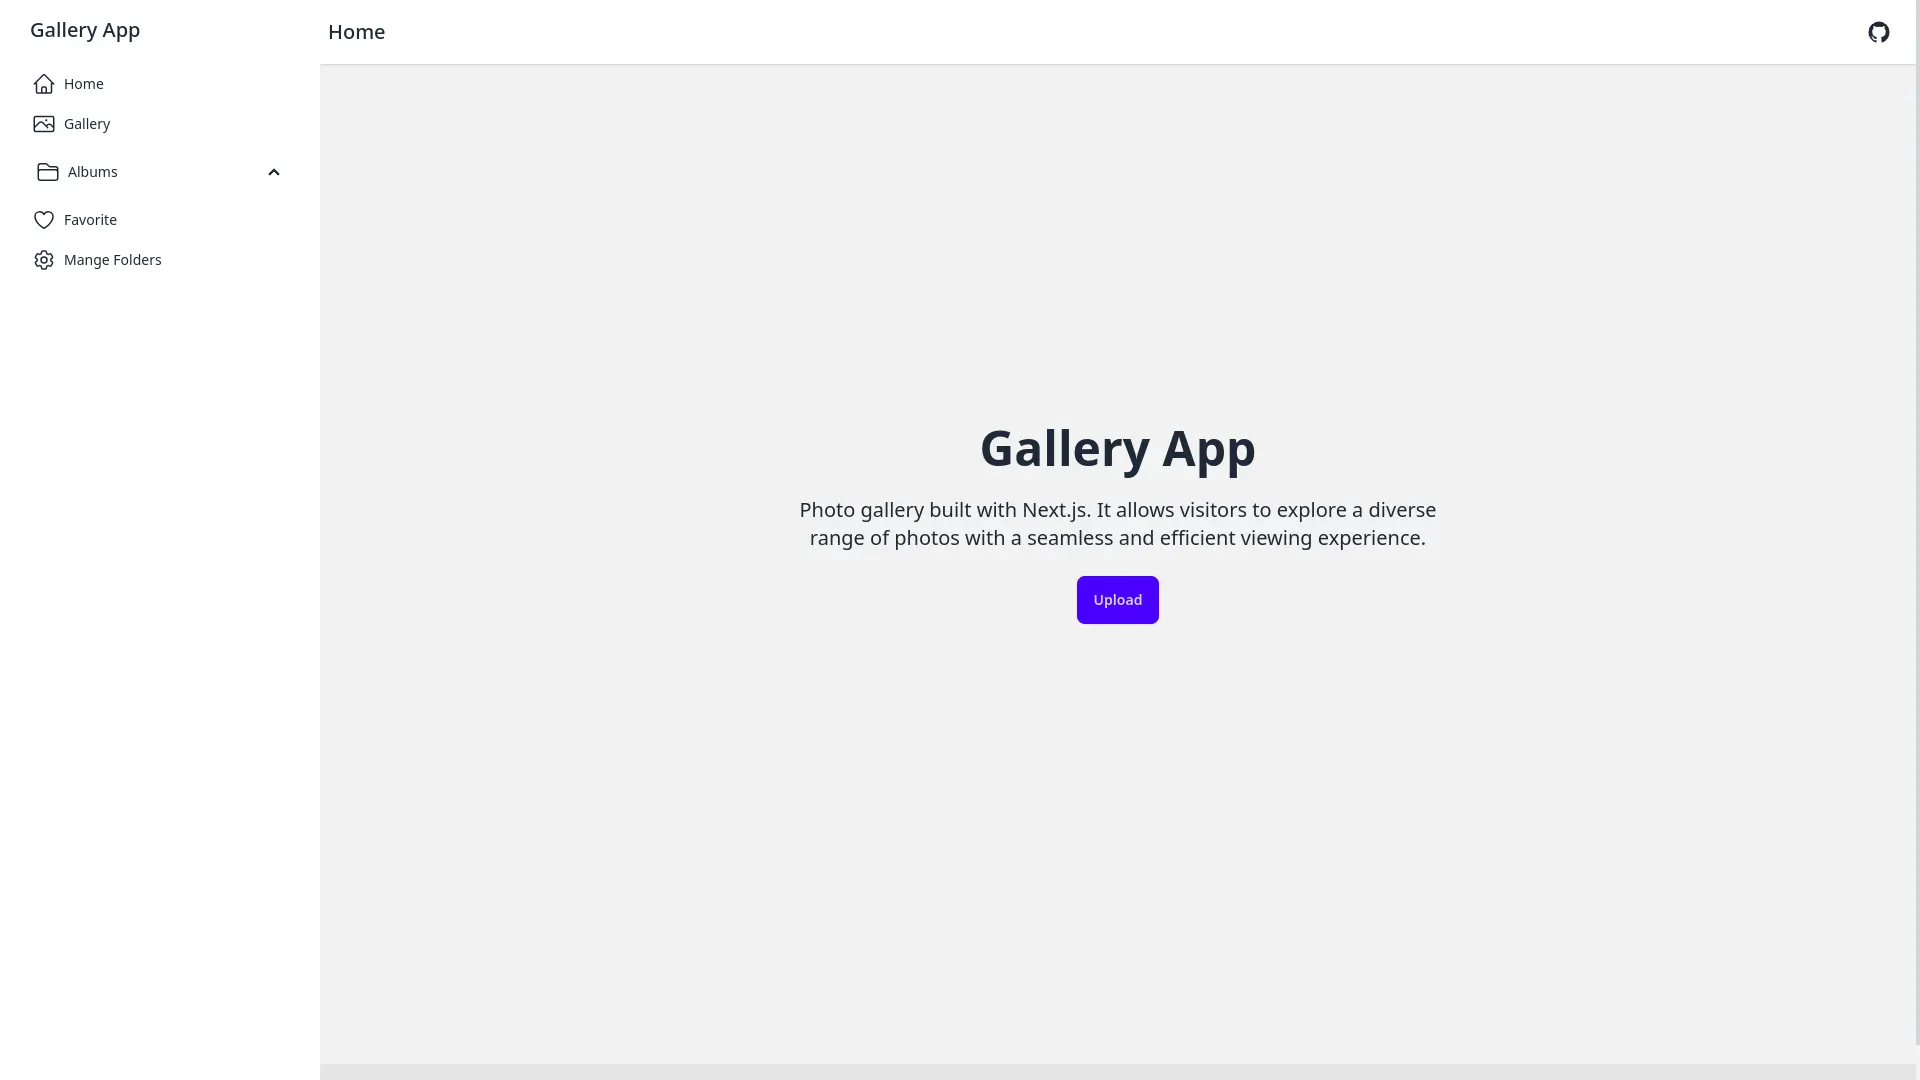 Gallery App
Home
Gallery
Albums
Favorite
Mange Folders
Home
Gallery App
Photo gallery built with Next.js. It allows visitors to explore a diverse
range of photos with a seamless and efficient viewing experience.
Upload